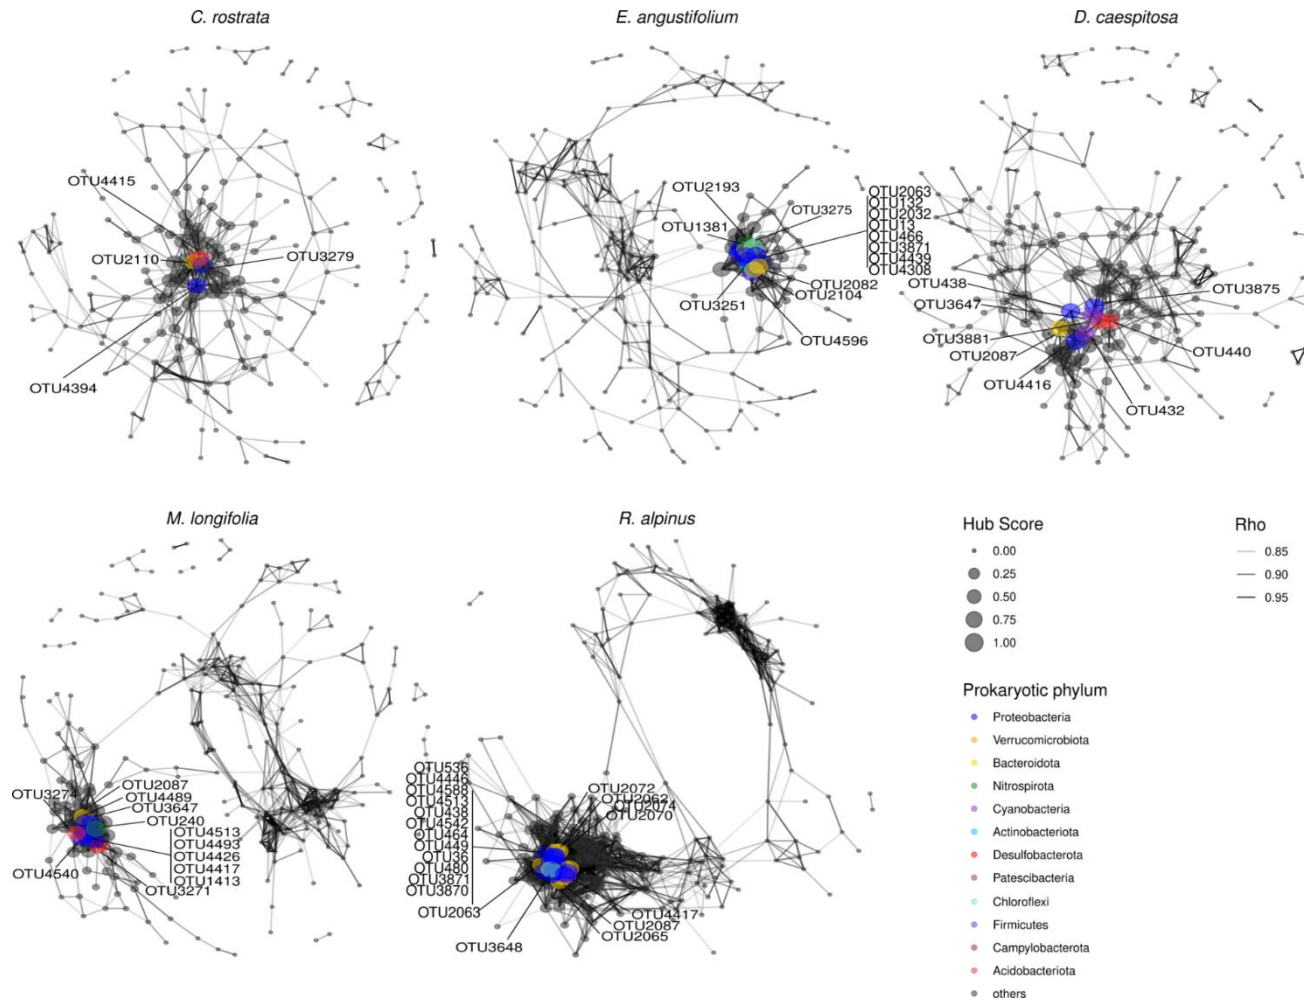 C. rostrata
E. angustifolium
D. caespitosa
OTU4415
OTU2110
OTU3279
OTU4394
OTU2193
OTU3275
OTU1381
OTU2063
OTU132
OTU2032
OTU13
OTU466
OTU3871
OTU4439
OTU4308
OTU2082
OTU2104
OTU3251
OTU4596
OTU438
OTU3647
OTU3881
OTU2087
OTU4416
OTU3875
OTU440
OTU432
M. longifolia
R. alpinus
OTU3274
OTU2087
OTU4489
OTU3647
OTU240
OTU4513
OTU4493
OTU4426
OTU4417
OTU1413
OTU4540
OTU3271
OTU536
OTU4446
OTU4588
OTU4513
OTU438
OTU4542
OTU464
OTU449
OTU36
OTU480
OTU3871
OTU3870
OTU2063
OTU3648
OTU2072
OTU2062
OTU2074
OTU2070
OTU4417
OTU2087
OTU2065
Hub Score
0.00
0.25
0.50
0.75
1.00
Rho
0.85
0.90
0.95
Prokaryotic phylum
Proteobacteria
Verrucomicrobiota
Bacteroidota
Nitrospirota
Cyanobacteria
Actinobacteriota
Desulfobacterota
Patescibacteria
Chloroflexi
Firmicutes
Campylobacterota
Acidobacteriota
others